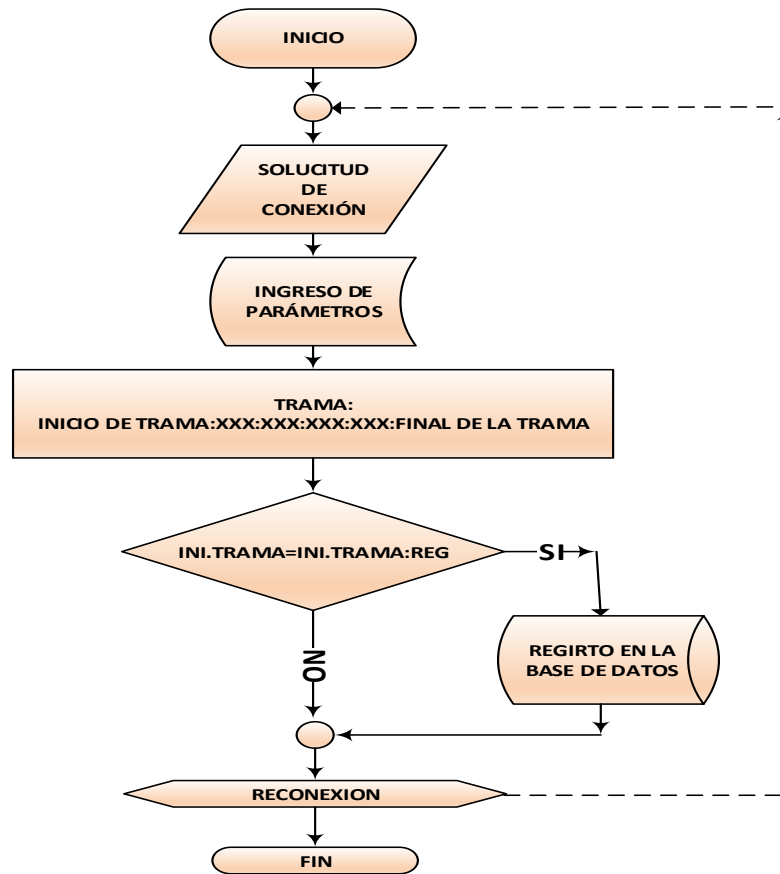 INICIO
SOLUCITUD
DE
CONEXIÓN
INGRESO DE
PARÁMETROS
TRAMA:
INICIO DE TRAMA:XXX:XXX:XXX:XXX:FINAL DE LA TRAMA
INI.TRAMA=INI.TRAMA:REG
SI
NO
REGIRTO EN LA
BASE DE DATOS
RECONEXION
FIN